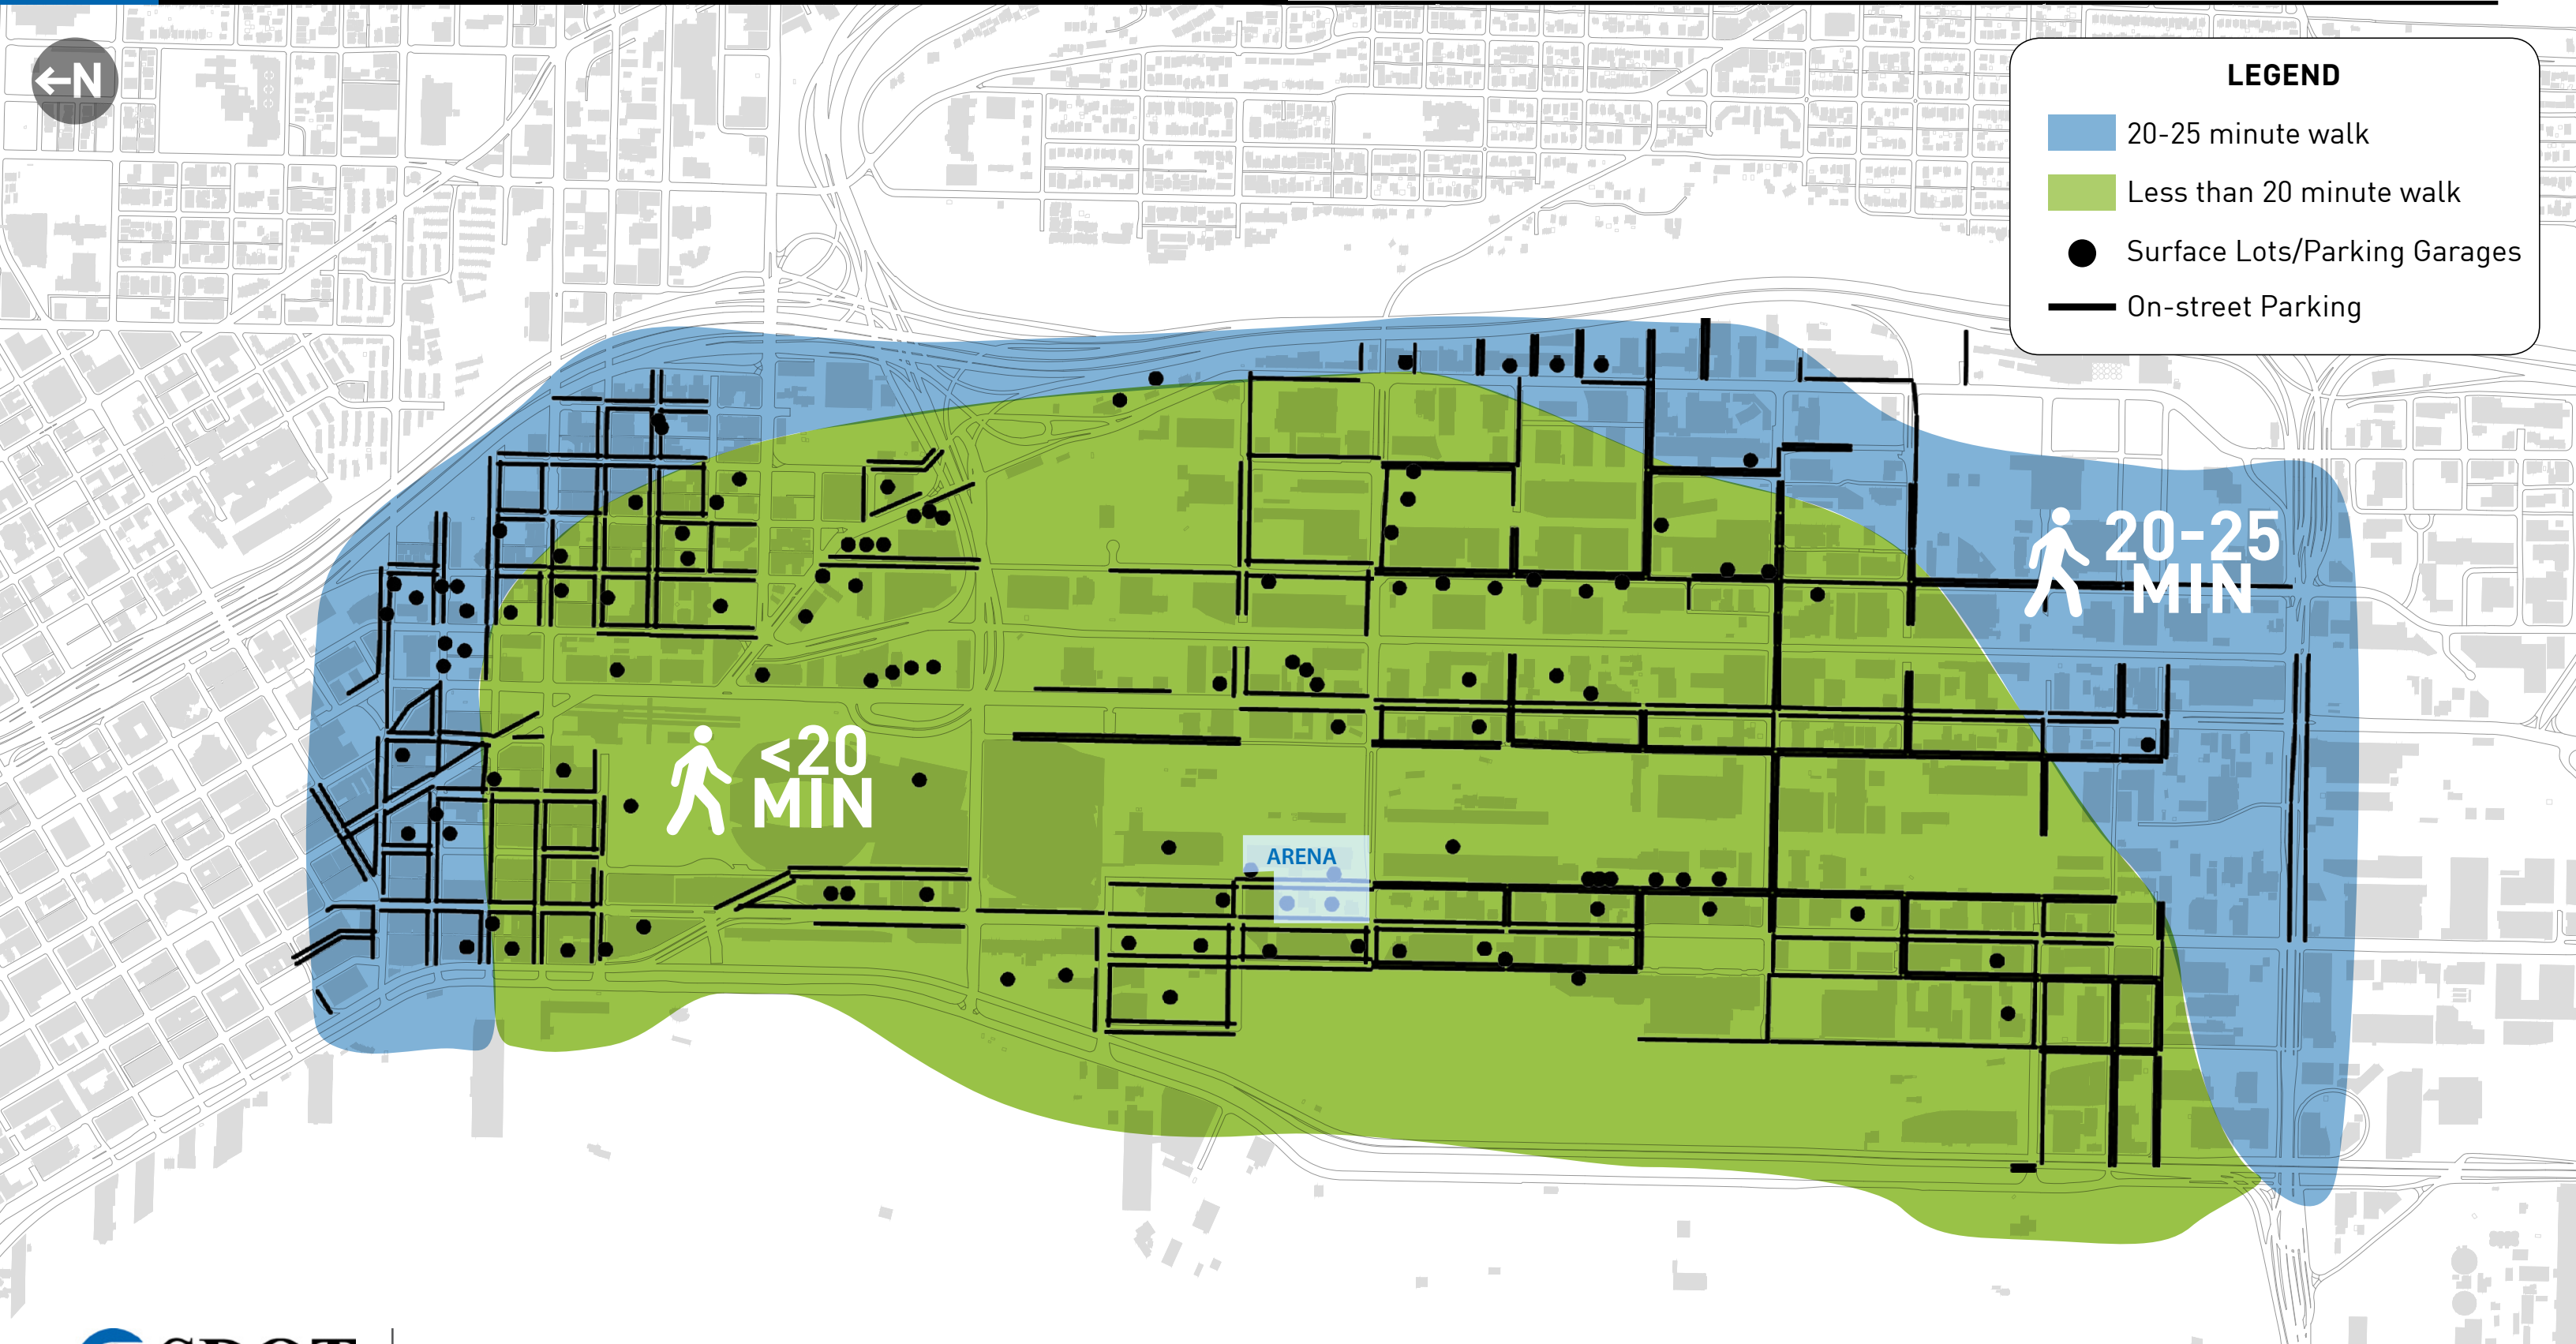 ←N
LEGEND
20-25 minute walk
Less than 20 minute walk
Surface Lots/Parking Garages
On-street Parking
20-25
MIN
<20
MIN
ARENA